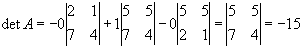 det A = −0|2 1; 7 4| + 1|5 5; 7 4| − 0|5 5; 2 1| = |5 5; 7 4| = −15